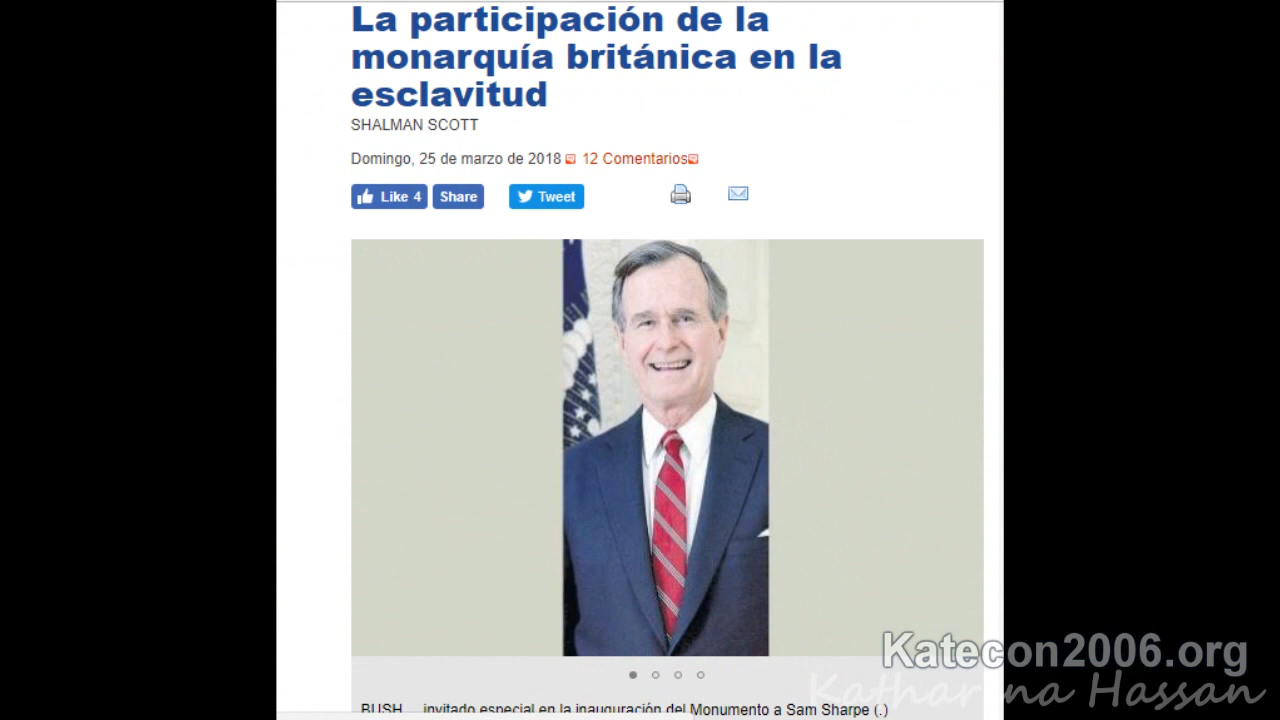 La participación de la
monarquía británica en la
esclavitud
SHALMAN SCOTT
Domingo, 25 de marzo de 2018 12 Comentarios
Like 4 Share Tweet
BUSH... invitado especial en la inauguración del Monumento a Sam Sharpe (.)
Katecon2006.org
Katharina Hassan